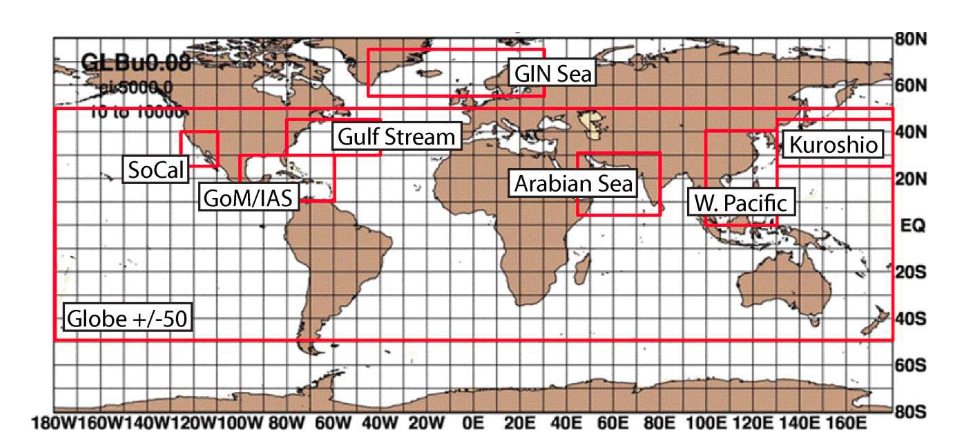 80N
GLBu0.08
GIN Sea
60N
10 to 10000
Gulf Stream
40N
Kuroshio
SoCal
Arabian Sea
20N
GoM/IAS
W. Pacific
EQ
20S
Globe +/-50
40S
60S
80S
180W160W140W120W100W 80W 60W 40W 20W 0E 20E 40E 60E 80E 100E 120E 140E 160E